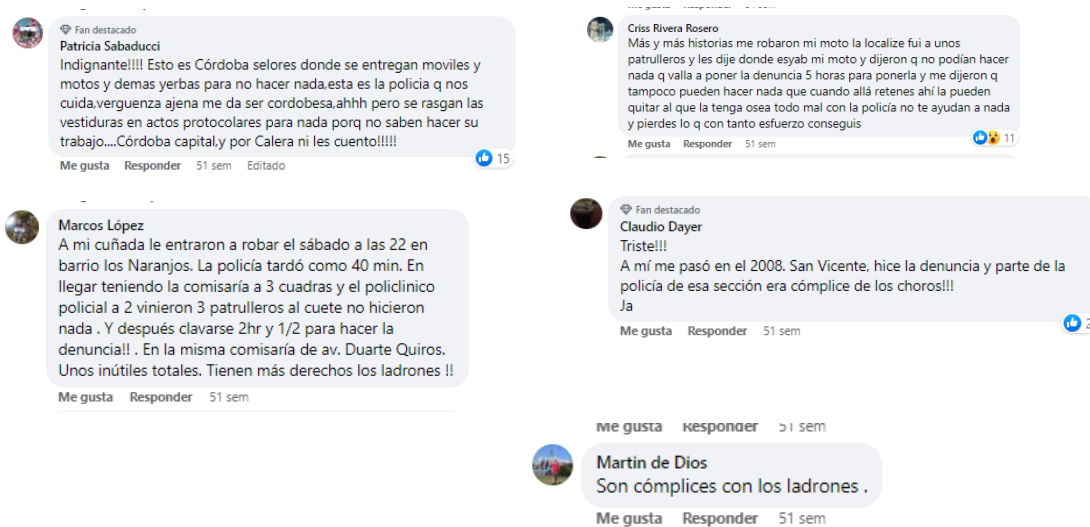 Fan destacado
Patricia Sabaducci
Indignante!!!! Esto es Córdoba selores donde se entregan moviles y
motos y demas yerbas para no hacer nada,esta es la policia q nos
cuida,verguenza ajena me da ser cordobesa,ahhh pero se rasgan las
vestiduras en actos protocolares para nada porq no saben hacer su
trabajo....Córdoba capital,y por Calera ni les cuento!!!!!
15
Me gusta Responder 51 sem Editado
Criss Rivera Rosero
Más y más historias me robaron mi moto la localize fui a unos
patrulleros y les dije donde esyab mi moto y dijeron q no podían hacer
nada q valla a poner la denuncia 5 horas para ponerla y me dijeron q
tampoco pueden hacer nada que cuando allá retenes ahí la pueden
quitar al que la tenga osea todo mal con la policía no te ayudan a nada
y pierdes lo q con tanto esfuerzo conseguis
11
Me gusta Responder 51 sem
Marcos López
A mi cuñada le entraron a robar el sábado a las 22 en
barrio los Naranjos. La policía tardó como 40 min. En
llegar teniendo la comisaría a 3 cuadras y el policlinico
policial a 2 vinieron 3 patrulleros al cuete no hicieron
nada . Y después clavarse 2hr y 1/2 para hacer la
denuncia!! . En la misma comisaría de av. Duarte Quiros.
Unos inútiles totales. Tienen más derechos los ladrones !!
Me gusta Responder 51 sem
Fan destacado
Claudio Dayer
Triste!!!
A mí me pasó en el 2008. San Vicente, hice la denuncia y parte de la
policía de esa sección era cómplice de los choros!!!
Ja
2
Me gusta Responder 51 sem
Me gusta Responder 51 sem
Martin de Dios
Son cómplices con los ladrones .
Me gusta Responder 51 sem